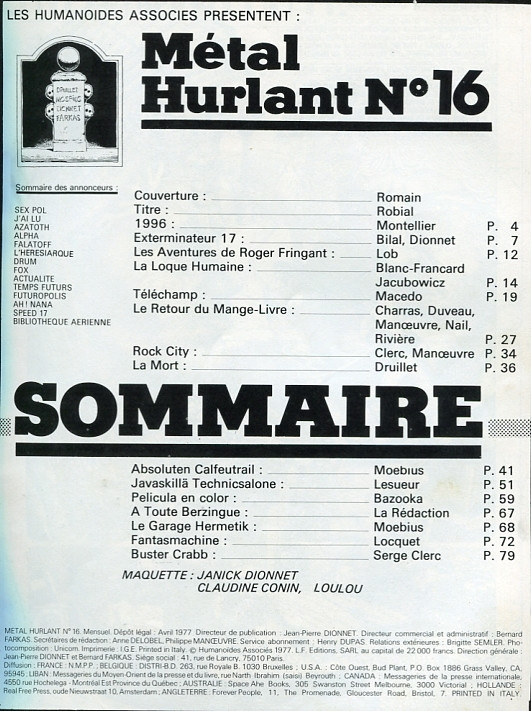 LES HUMANOIDES ASSOCIES PRESENTENT :
Métal
Hurlant N° 16
DRUILLET
MOEBIUS
DIONNET
FARKAS
Sommaire des annonceurs :
SEX POL
J'AI LU
AZATOTH
ALPHA
FALATOFF
L'HERESIARQUE
DRUM
FOX
ACTUALITE
TEMPS FUTURS
FUTUROPOLIS
AH! NANA
SPEED 17
BIBLIOTHEQUE AERIENNE
Couverture : Romain
Titre : Robial
1996 : Montellier P. 4
Exterminateur 17 : Bilal, Dionnet P. 7
Les Aventures de Roger Fringant : Lob P. 12
La Loque Humaine : Blanc-Francard
Jacubowicz P. 14
Téléchamp : Macedo P. 19
Le Retour du Mange-Livre : Charras, Duveau,
Manœuvre, Nail,
Rivière P. 27
Rock City : Clerc, Manœuvre P. 34
La Mort : Druillet P. 36
SOMMAIRE
Absoluten Calfeutrail : Moebius P. 41
Javaskillä Technicsalone : Lesueur P. 51
Pelicula en color : Bazooka P. 59
A Toute Berzingue : La Rédaction P. 67
Le Garage Hermetik : Moebius P. 68
Fantasmachine : Locquet P. 72
Buster Crabb : Serge Clerc P. 79
MAQUETTE : JANICK DIONNET
CLAUDINE CONIN, LOULOU
METAL HURLANT N° 16. Mensuel. Dépôt légal : Avril 1977. Directeur de publication : Jean-Pierre DIONNET. Directeur commercial et administratif : Bernard
FARKAS. Secrétaires de rédaction : Anne DELOBEL, Philippe MANŒUVRE. Service abonnement : Henry DUPAS. Relations extérieures : Brigitte SEMLER. Pho-
tocomposition : Unicom. Imprimerie : I.G.E. Printed in Italy. © Humanoïdes Associés 1977. L.F. Editions, SARL au capital de 22 000 francs. Direction générale :
Jean-Pierre DIONNET et Bernard FARKAS. Siège social : 41, rue de Lancry, 75010 Paris.
Diffusion : FRANCE : N.M.P.P. : BELGIQUE : DISTRI-B.D. 263, rue Royale B. 1030 Bruxelles ; U.S.A. : Côte Ouest, Bud Plant, P.O. Box 1886 Grass Valley, CA,
95945 ; LIBAN : Messageries du Moyen-Orient de la presse et du livre, rue Narth Ibrahim (saisi) Beyrouth ; CANADA : Messageries de la presse internationale,
4550 rue Hochelega - Montréal Est Province du Québec ; AUSTRALIE : Space Ahe Books, 305 Swanston Street Melbourne, 3000 Victorial ; HOLLANDE :
Real Free Press, oude Nieuwstraat 10, Amsterdam ; ANGLETERRE : Forever People, 11, The Promenade, Gloucester Road, Bristol, 7. PRINTED IN ITALY.